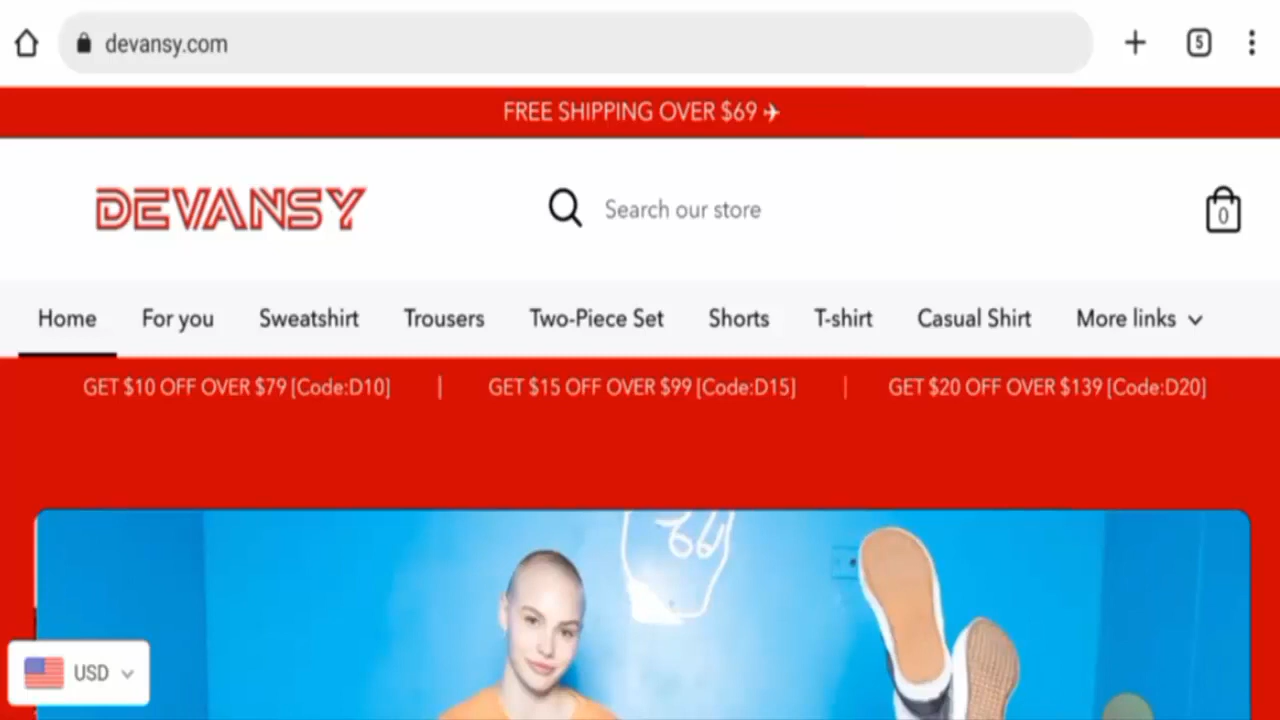 devansy.com
5
FREE SHIPPING OVER $69 ✈
DEVANSY
Search our store
0
Home For you Sweatshirt Trousers Two-Piece Set Shorts T-shirt Casual Shirt More links
GET $10 OFF OVER $79 [Code:D10] | GET $15 OFF OVER $99 [Code:D15] | GET $20 OFF OVER $139 [Code:D20]
USD